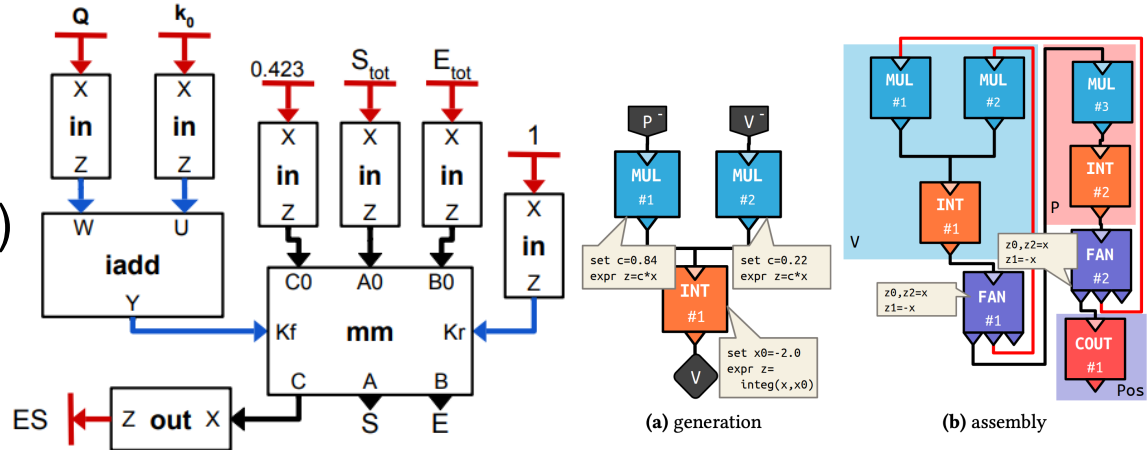 )
Q
k₀
X
in
Z
X
in
Z
W
U
iadd
Y
0.423
S_tot
E_tot
1
X
in
Z
X
in
Z
X
in
Z
X
in
Z
C0
A0
B0
Kf
mm
Kr
C
A
B
S
E
ES
Z
out
X
P -
V -
MUL
#1
MUL
#2
set c=0.84
expr z=c*x
set c=0.22
expr z=c*x
INT
#1
set x0=-2.0
expr z=
integ(x,x0)
V
(a) generation
MUL
#1
MUL
#2
MUL
#3
INT
#1
INT
#2
V
P
z0,z2=x
z1=-x
FAN
#2
z0,z2=x
z1=-x
FAN
#1
COUT
#1
Pos
(b) assembly